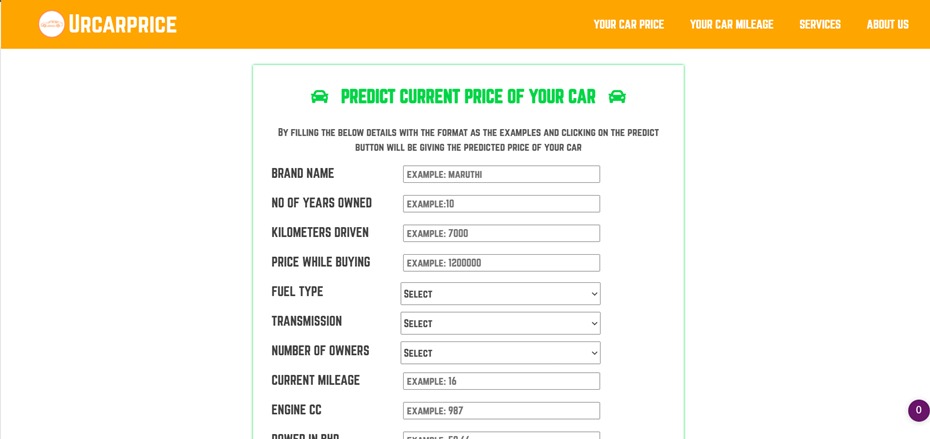 Urcarprice
YOUR CAR PRICE YOUR CAR MILEAGE SERVICES ABOUT US
PREDICT CURRENT PRICE OF YOUR CAR
By filling the below details with the format as the examples and clicking on the predict
button will be giving the predicted price of your car
BRAND NAME EXAMPLE: MARUTHI
NO OF YEARS OWNED EXAMPLE:10
KILOMETERS DRIVEN EXAMPLE: 7000
PRICE WHILE BUYING EXAMPLE: 1200000
FUEL TYPE Select
TRANSMISSION Select
NUMBER OF OWNERS Select
CURRENT MILEAGE EXAMPLE: 16
ENGINE CC EXAMPLE: 987
0
POWER IN BHP